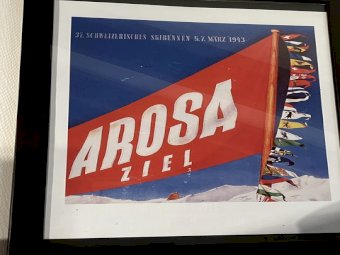 37. SCHWEIZERISCHES SKIRENNEN 5.-7. MÄRZ 1943
AROSA
ZIEL